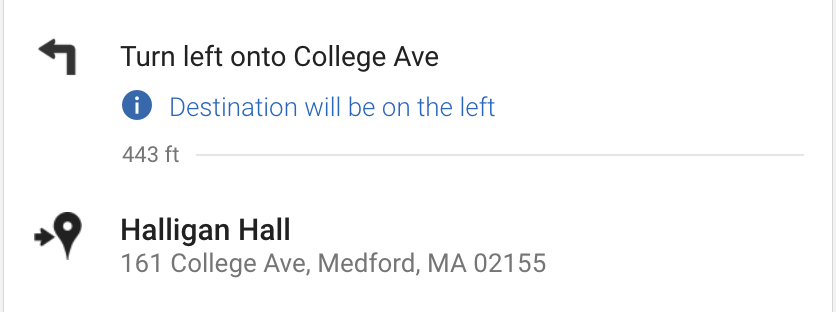 Turn left onto College Ave
Destination will be on the left
443 ft
Halligan Hall
161 College Ave, Medford, MA 02155